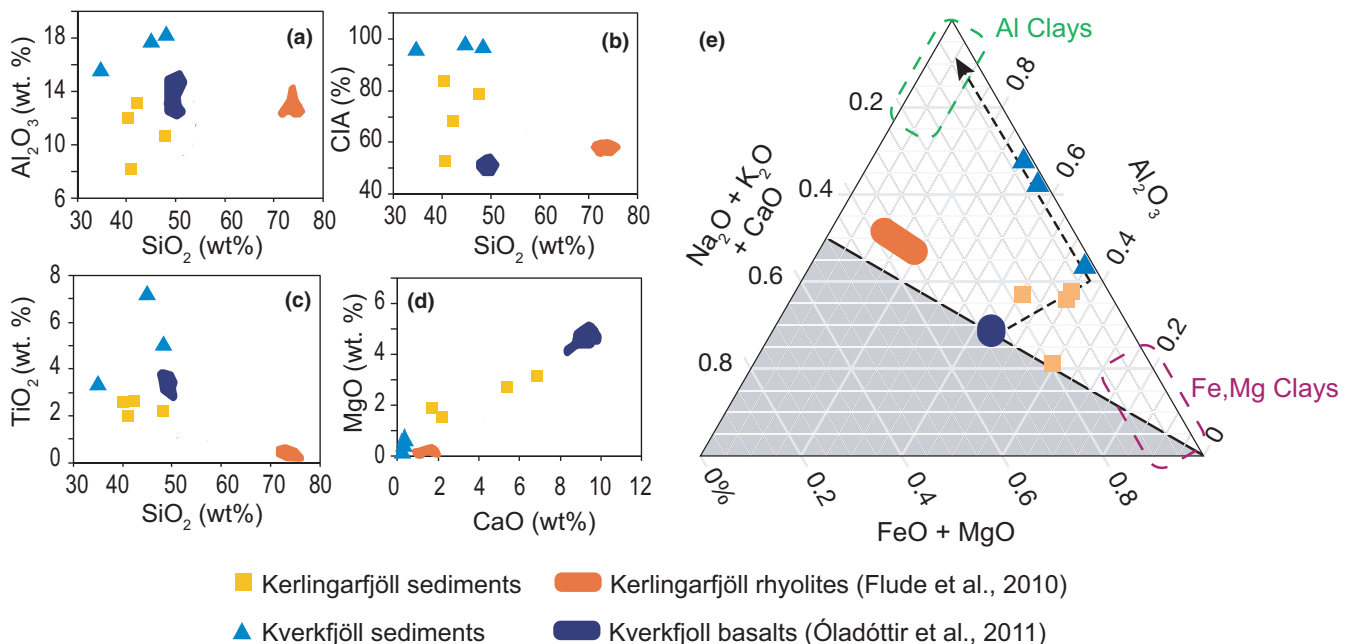 (a)
Al₂O₃ (wt. %)
18
16
14
12
10
8
6
30 40 50 60 70 80
SiO₂ (wt%)
(b)
CIA (%)
100
80
60
40
30 40 50 60 70 80
SiO₂ (wt%)
(c)
TiO₂ (wt. %)
8
6
4
2
0
30 40 50 60 70 80
SiO₂ (wt%)
(d)
MgO (wt. %)
6
4
2
0
0 2 4 6 8 10 12
CaO (wt%)
(e)
Al Clays
0.8
0.2
0.6
Al₂O₃
Na₂O + K₂O
+ CaO
0.4
0.4
0.6
0.2
0.8
Fe,Mg Clays
0
0% 0.2 0.4 0.6 0.8
FeO + MgO
Kerlingarfjöll sediments
Kerlingarfjöll rhyolites (Flude et al., 2010)
Kverkfjöll sediments
Kverkfjoll basalts (Óladóttir et al., 2011)